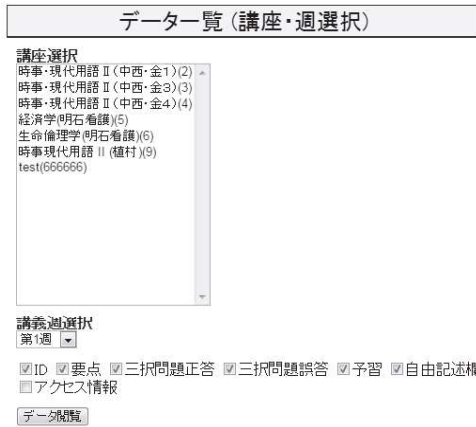 データ一覧(講座・週選択)
講座選択
時事・現代用語Ⅱ(中西・金1)(2)
時事・現代用語Ⅱ(中西・金3)(3)
時事・現代用語Ⅱ(中西・金4)(4)
経済学(明石看護)(5)
生命倫理学(明石看護)(6)
時事現代用語Ⅱ(植村)(9)
test(666666)
講義週選択
第1週
ID 要点 三択問題正答 三択問題誤答 予習 自由記述欄
アクセス情報
データ閲覧